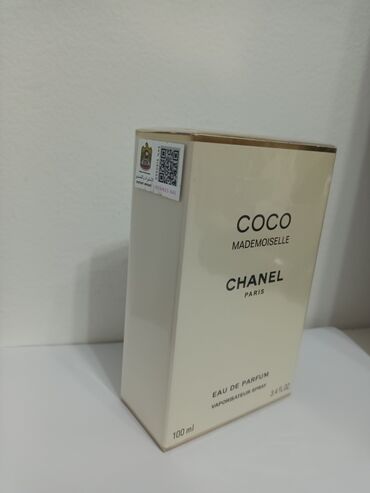 COCO
MADEMOISELLE
CHANEL
PARIS
EAU DE PARFUM
VAPORISATEUR SPRAY
100 ml
3.4 FL.OZ.